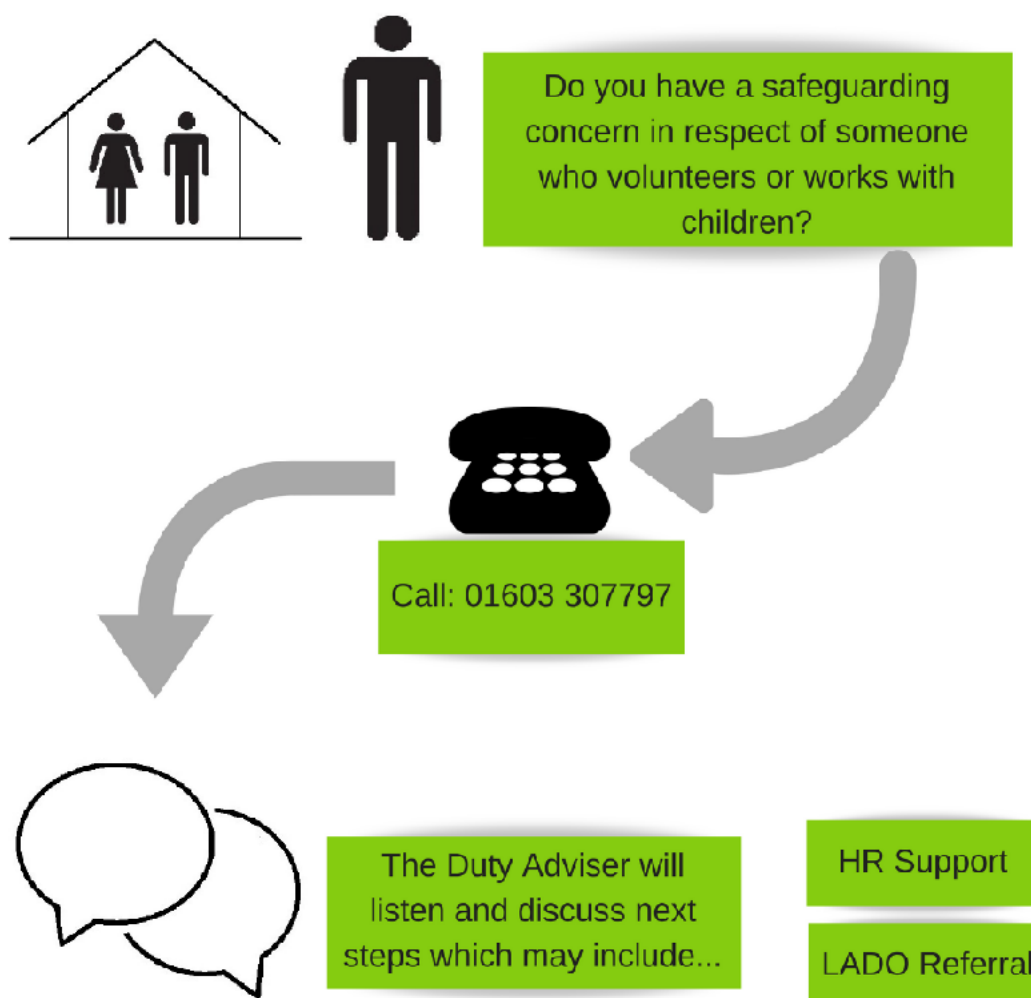 Do you have a safeguarding
concern in respect of someone
who volunteers or works with
children?
Call: 01603 307797
The Duty Adviser will
listen and discuss next
steps which may include...
HR Support
LADO Referral